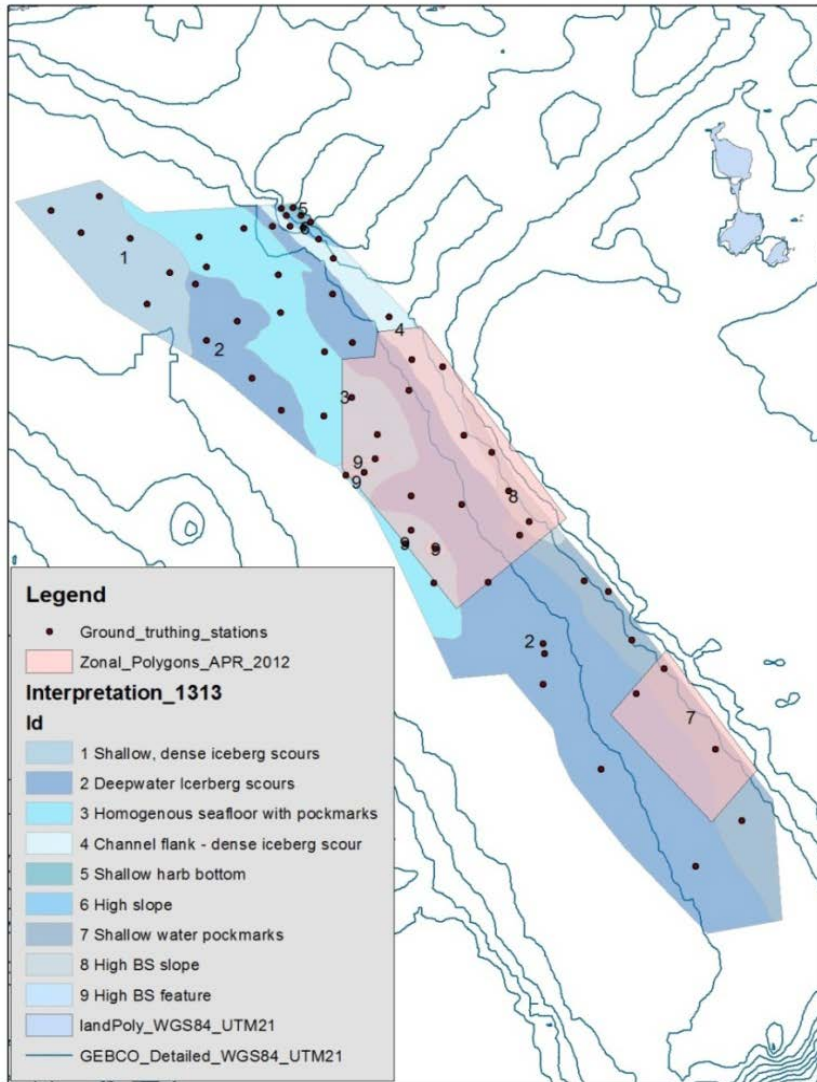 5
6
1
4
2
3
9
9
8
9
9
2
7
Legend
Ground_truthing_stations
Zonal_Polygons_APR_2012
Interpretation_1313
Id
1 Shallow, dense iceberg scours
2 Deepwater Icerberg scours
3 Homogenous seafloor with pockmarks
4 Channel flank - dense iceberg scour
5 Shallow harb bottom
6 High slope
7 Shallow water pockmarks
8 High BS slope
9 High BS feature
landPoly_WGS84_UTM21
GEBCO_Detailed_WGS84_UTM21